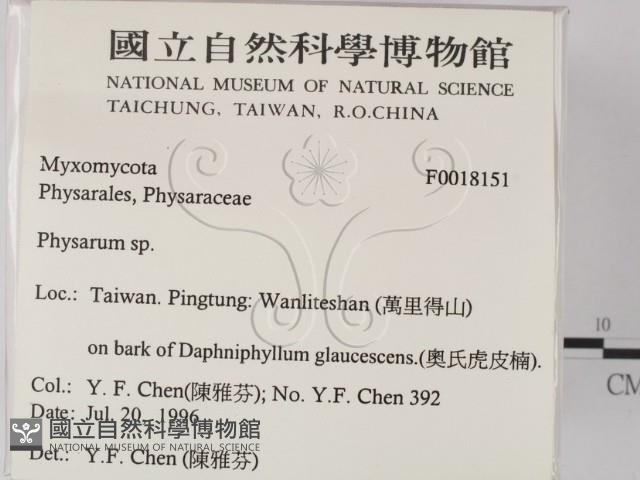 國立自然科學博物館
NATIONAL MUSEUM OF NATURAL SCIENCE
TAICHUNG, TAIWAN, R.O.CHINA
Myxomycota F0018151
Physarales, Physaraceae
Physarum sp.
Loc.: Taiwan. Pingtung: Wanliteshan (萬里得山)
on bark of Daphniphyllum glaucescens.(奧氏虎皮楠).
Col.: Y. F. Chen(陳雅芬); No. Y.F. Chen 392
Date: Jul. 20, 1996
國立自然科學博物館
NATIONAL MUSEUM OF NATURAL SCIENCE
Det.: Y.F. Chen (陳雅芬)
10
CM